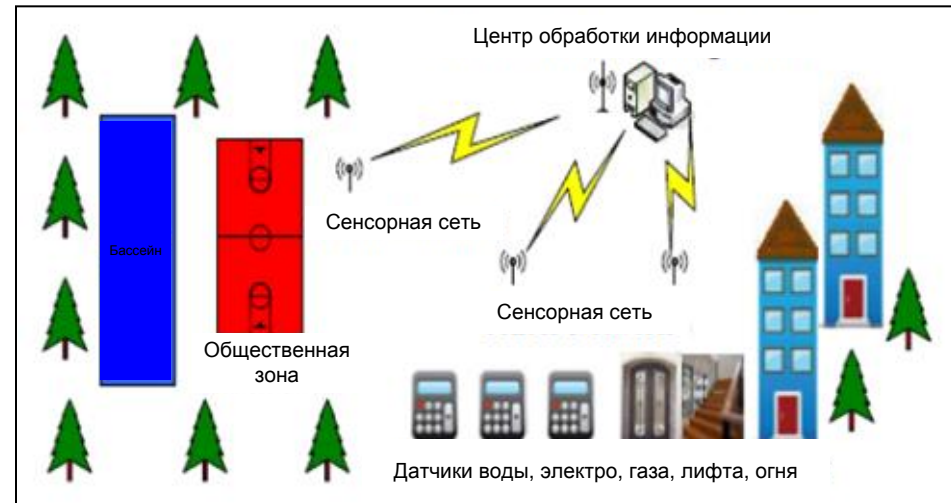 Центр обработки информации
Сенсорная сеть
Бассейн
Сенсорная сеть
Общественная
зона
Датчики воды, электро, газа, лифта, огня